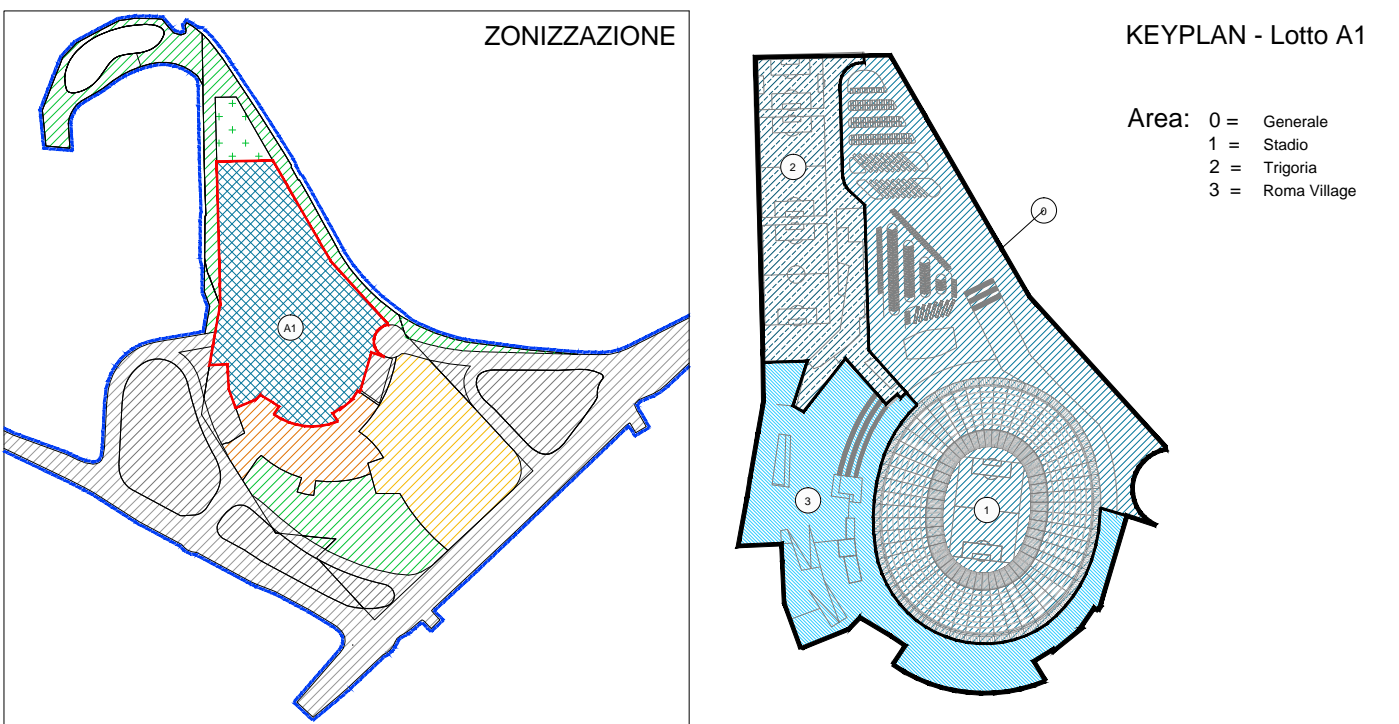 ZONIZZAZIONE
A1
KEYPLAN - Lotto A1
Area: 0 = Generale
1 = Stadio
2 = Trigoria
3 = Roma Village
2
0
3
1